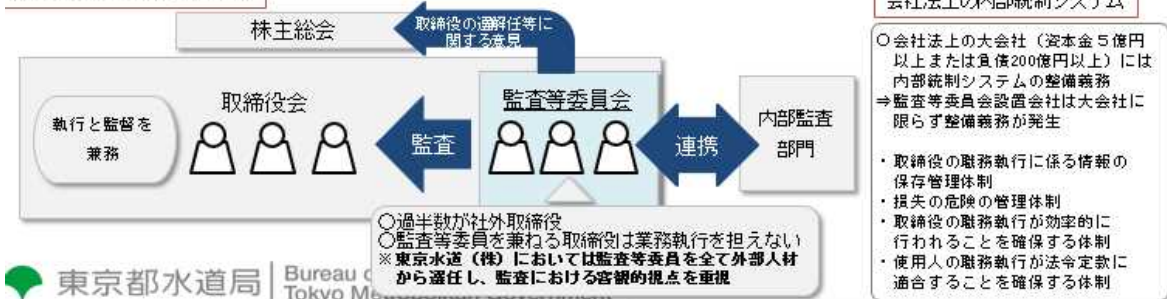 株主総会
取締役の選解任等に
関する意見
取締役会
執行と監督を
兼務
監査
監査等委員会
連携
内部監査
部門
○過半数が社外取締役
○監査等委員を兼ねる取締役は業務執行を担えない
※東京水道（株）においては監査等委員を全て外部人材
から選任し、監査における客観的視点を重視
東京都水道局
Bureau
Tokyo Metropolitan Government
会社法上の内部統制システム
○会社法上の大会社（資本金５億円
以上または負債200億円以上）には
内部統制システムの整備義務
⇒監査等委員会設置会社は大会社に
限らず整備義務が発生
・取締役の職務執行に係る情報の
保存管理体制
・損失の危険の管理体制
・取締役の職務執行が効率的に
行われることを確保する体制
・使用人の職務執行が法令定款に
適合することを確保する体制